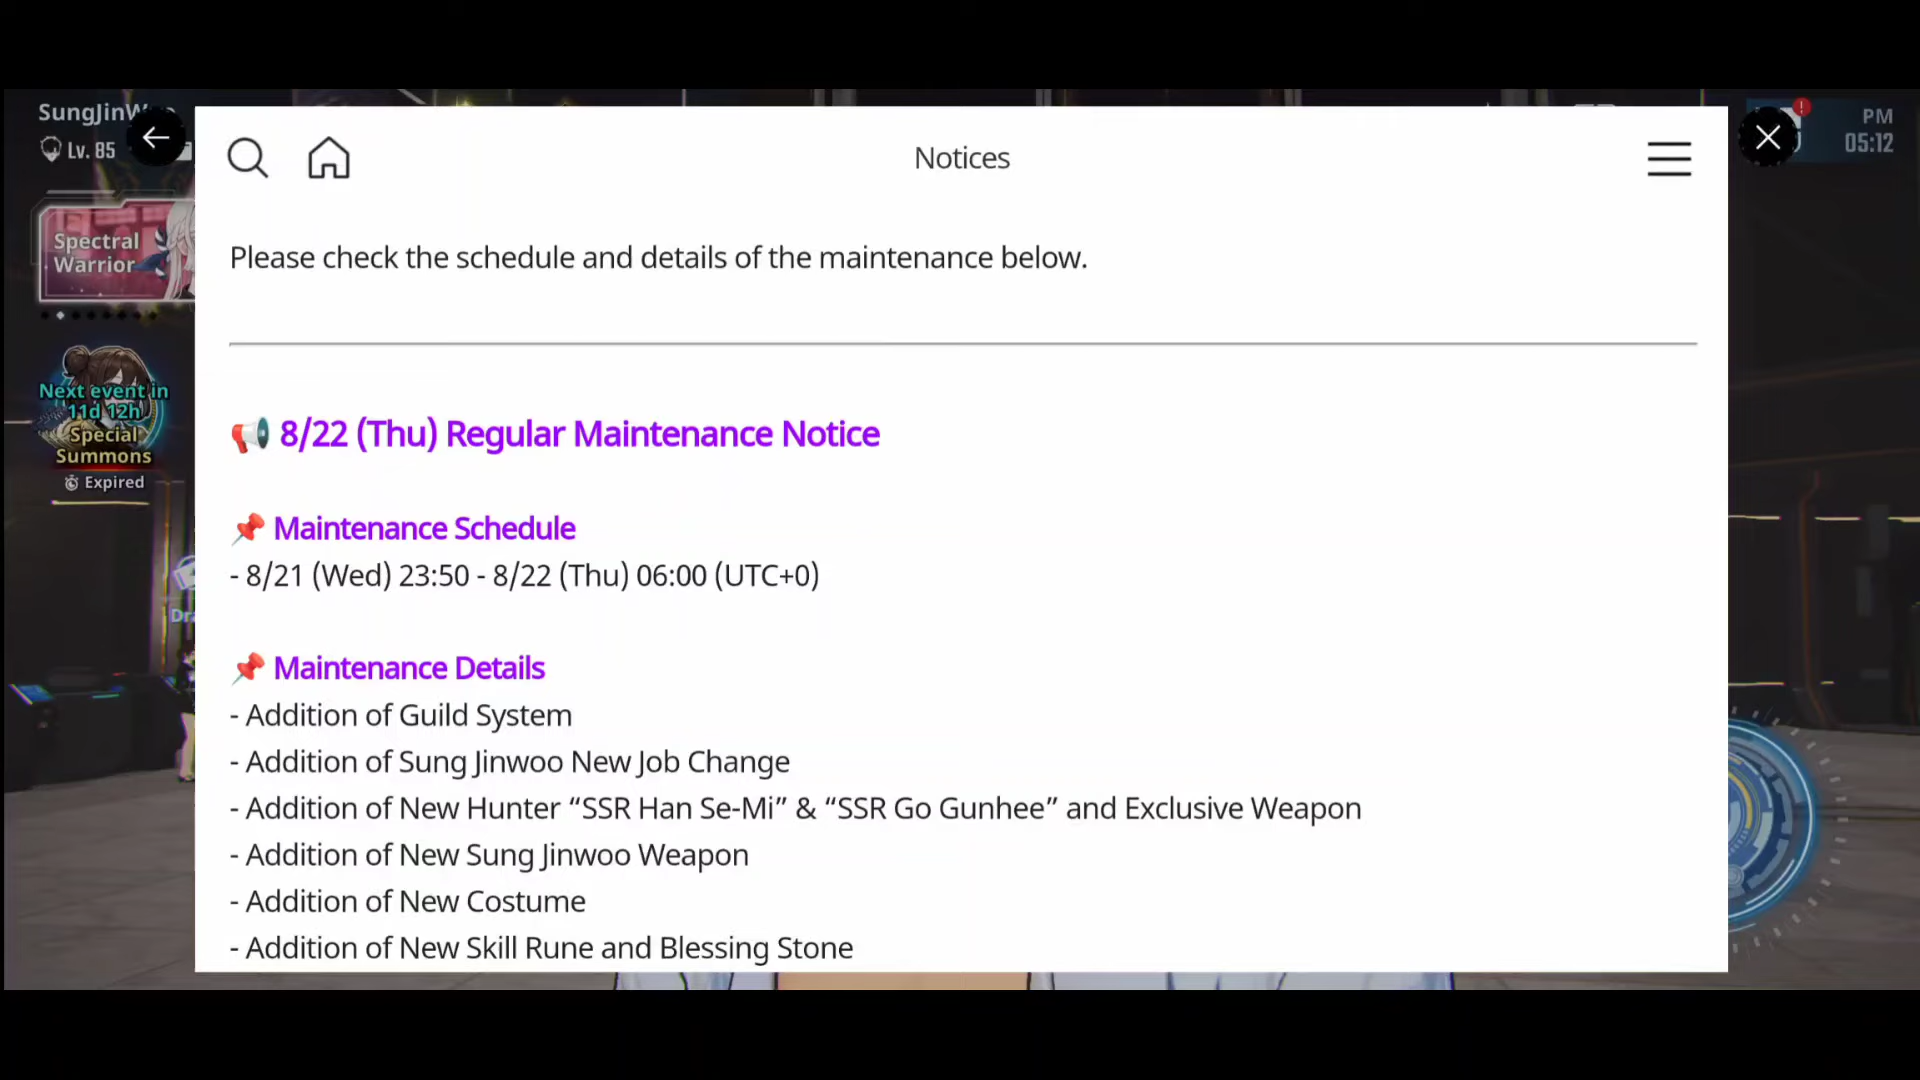 SungJinW
Lv. 85
PM
05:12
Spectral
Warrior
Next event in
11d 12h
Special
Summons
Expired
Notices
Please check the schedule and details of the maintenance below.
8/22 (Thu) Regular Maintenance Notice
Maintenance Schedule
- 8/21 (Wed) 23:50 - 8/22 (Thu) 06:00 (UTC+0)
Maintenance Details
- Addition of Guild System
- Addition of Sung Jinwoo New Job Change
- Addition of New Hunter “SSR Han Se-Mi” & “SSR Go Gunhee” and Exclusive Weapon
- Addition of New Sung Jinwoo Weapon
- Addition of New Costume
- Addition of New Skill Rune and Blessing Stone